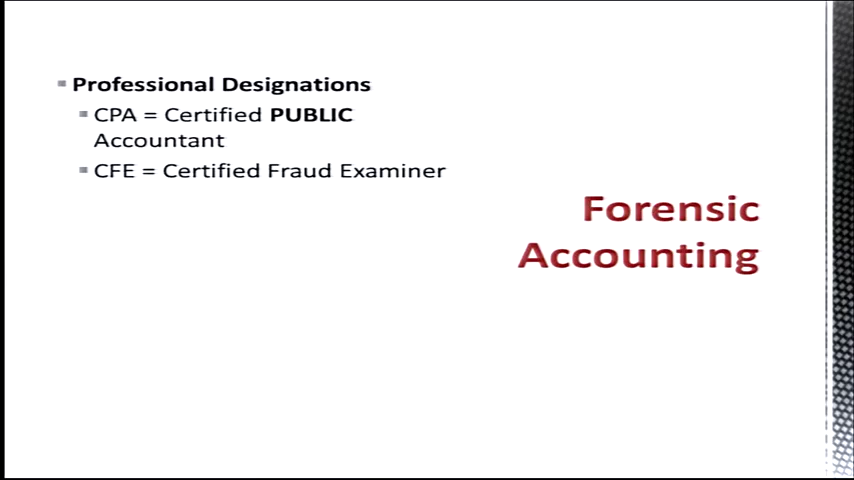 Professional Designations
CPA = Certified PUBLIC
Accountant
CFE = Certified Fraud Examiner
Forensic
Accounting